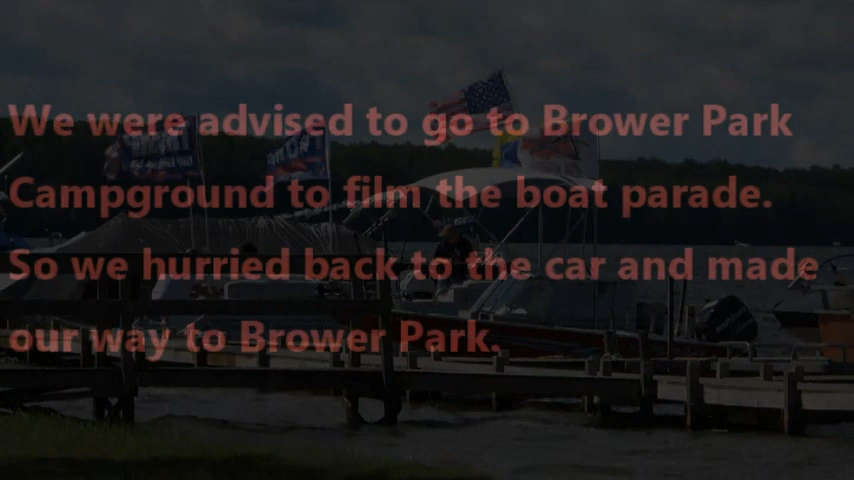 We were advised to go to Brower Park
Campground to film the boat parade.
So we hurried back to the car and made
our way to Brower Park.